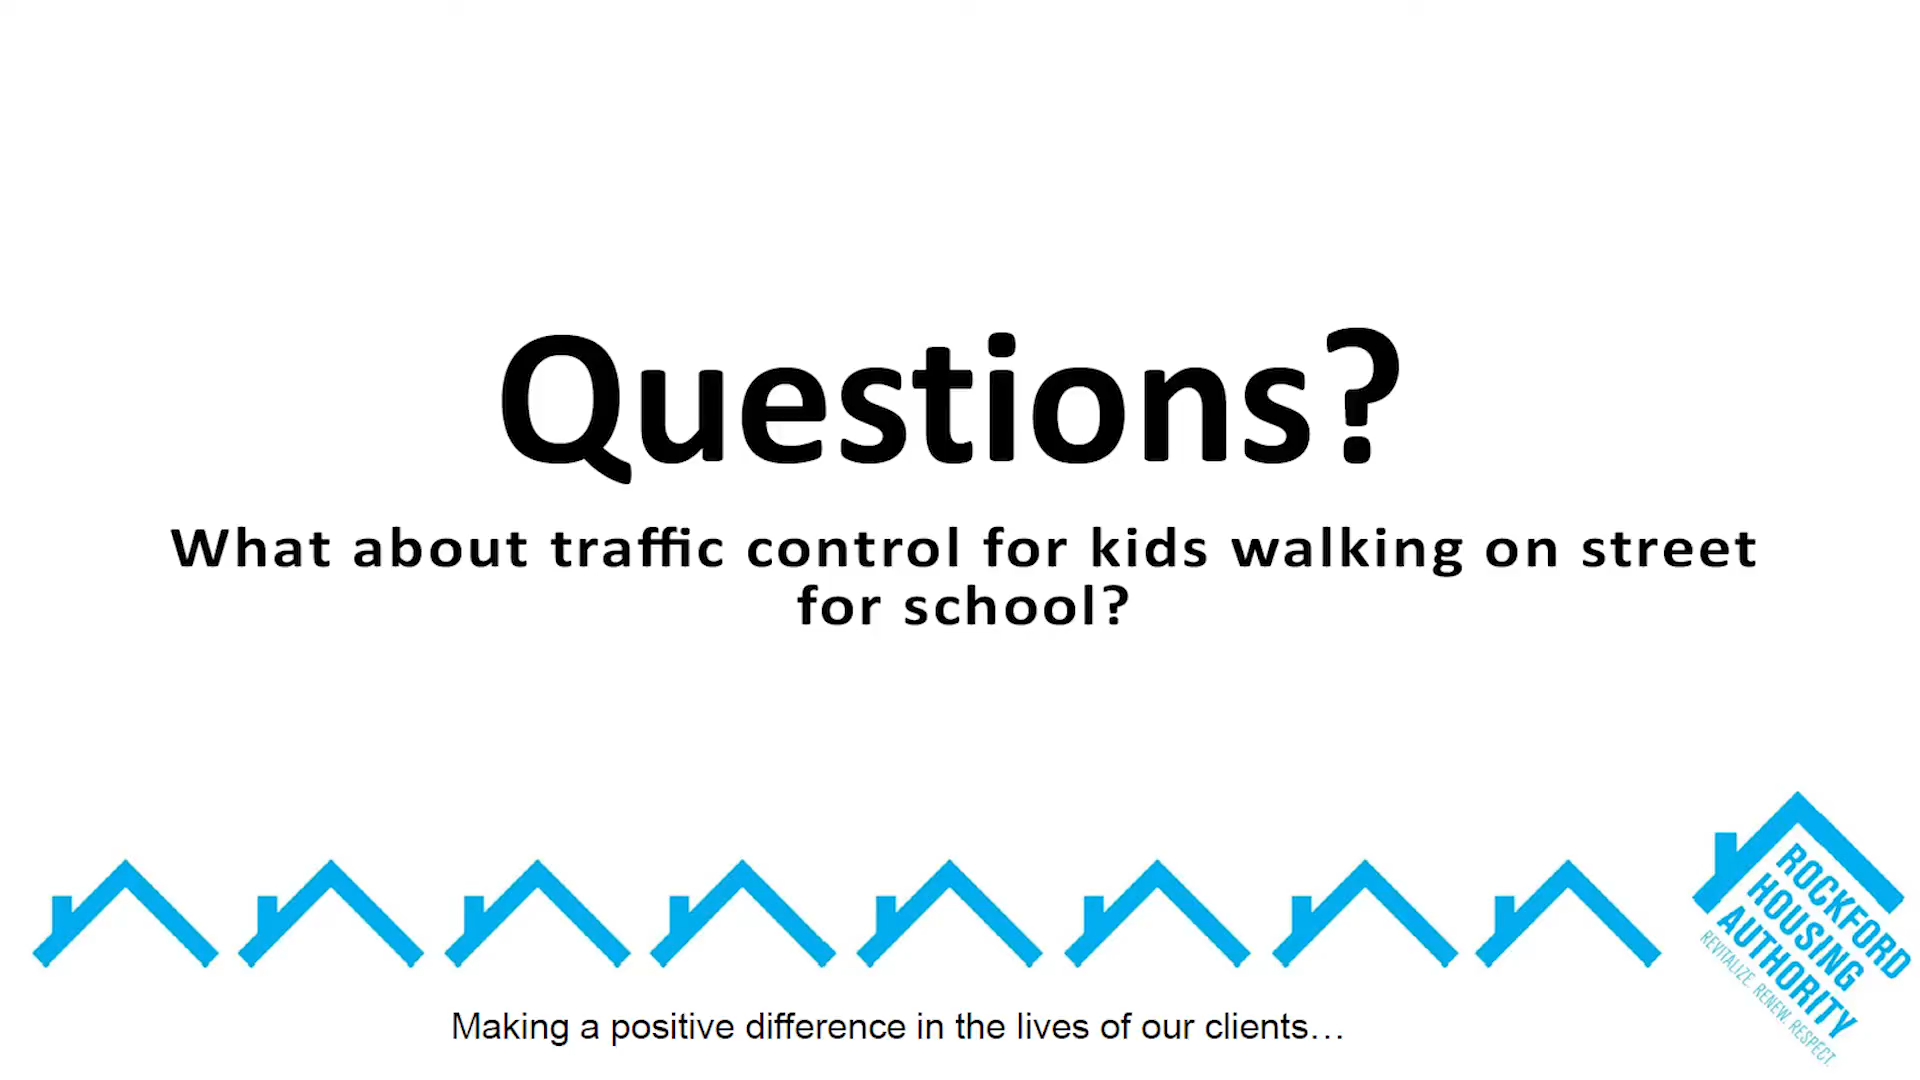 Questions?
What about traffic control for kids walking on street
for school?
ROCKFORD
HOUSING
AUTHORITY
REVITALIZE. RENEW. RESPECT.
Making a positive difference in the lives of our clients…